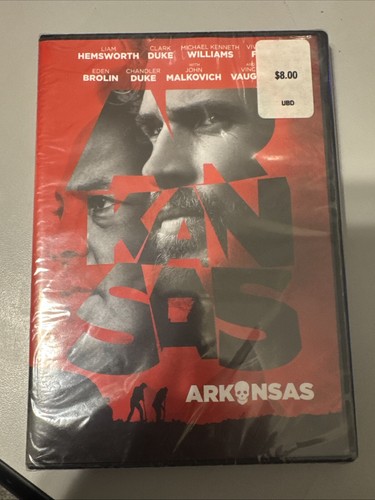 LIAM CLARK MICHAEL KENNETH
HEMSWORTH DUKE WILLIAMS
EDEN CHANDLER WITH JOHN
BROLIN DUKE MALKOVICH
$8.00
UBD
AR
KAN
SAS
ARKANSAS